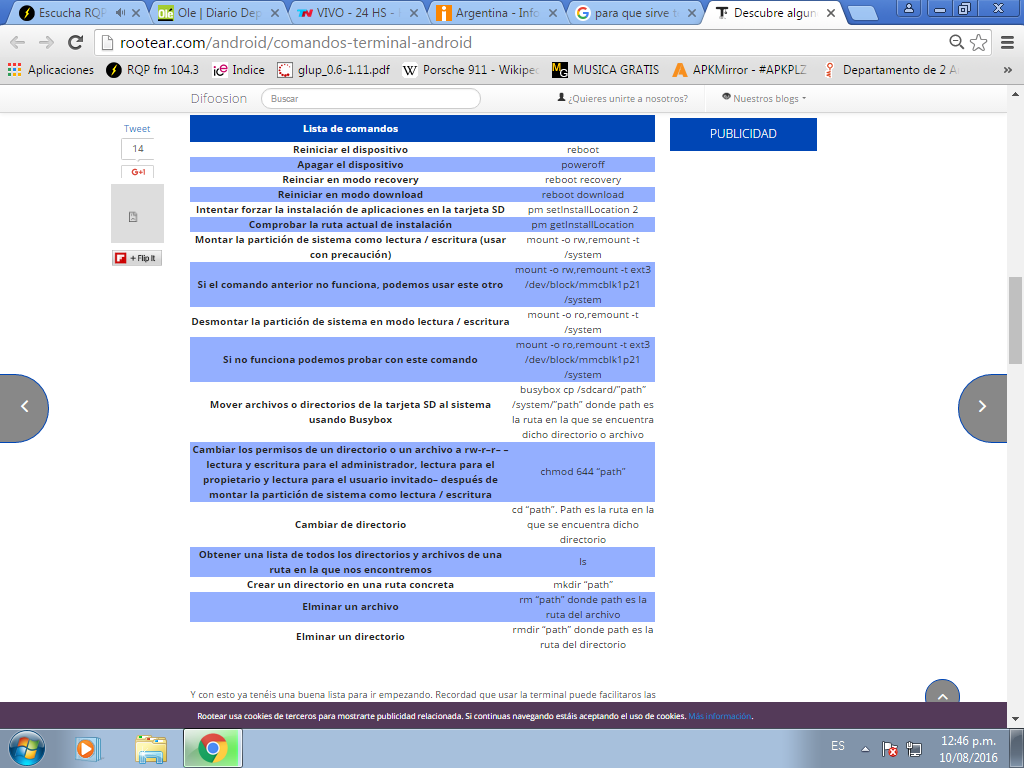 Escucha RQP
Ole | Diario Dep
VIVO - 24 HS -
Argentina - Info
para que sirve t
Descubre algun
rootear.com/android/comandos-terminal-android
Aplicaciones
RQP fm 104.3
Indice
glup_0.6-1.11.pdf
Porsche 911 - Wikipe
MUSICA GRATIS
APKMirror - #APKPLZ
Departamento de 2 A
»
Difoosion
Buscar
¿Quieres unirte a nosotros?
Nuestros blogs
Tweet
14
G+1
+ Flip It
PUBLICIDAD
Lista de comandos
Reiniciar el dispositivo
reboot
Apagar el dispositivo
poweroff
Reinciar en modo recovery
reboot recovery
Reiniciar en modo download
reboot download
Intentar forzar la instalación de aplicaciones en la tarjeta SD
pm setInstallLocation 2
Comprobar la ruta actual de instalación
pm getInstallLocation
Montar la partición de sistema como lectura / escritura (usar
con precaución)
mount -o rw,remount -t
/system
Si el comando anterior no funciona, podemos usar este otro
mount -o rw,remount -t ext3
/dev/block/mmcblk1p21
/system
Desmontar la partición de sistema en modo lectura / escritura
mount -o ro,remount -t
/system
Si no funciona podemos probar con este comando
mount -o ro,remount -t ext3
/dev/block/mmcblk1p21
/system
Mover archivos o directorios de la tarjeta SD al sistema
usando Busybox
busybox cp /sdcard/”path”
/system/”path” donde path es
la ruta en la que se encuentra
dicho directorio o archivo
Cambiar los permisos de un directorio o un archivo a rw-r–r– –
lectura y escritura para el administrador, lectura para el
propietario y lectura para el usuario invitado– después de
montar la partición de sistema como lectura / escritura
chmod 644 “path”
Cambiar de directorio
cd “path”. Path es la ruta en la
que se encuentra dicho
directorio
Obtener una lista de todos los directorios y archivos de una
ruta en la que nos encontremos
ls
Crear un directorio en una ruta concreta
mkdir “path”
Elminar un archivo
rm “path” donde path es la
ruta del archivo
Elminar un directorio
rmdir “path” donde path es la
ruta del directorio
Y con esto ya tenéis una buena lista para ir empezando. Recordad que usar la terminal puede facilitaros las
Rootear usa cookies de terceros para mostrarte publicidad relacionada. Si continuas navegando estáis aceptando el uso de cookies. Más información.
ES
12:46 p.m.
10/08/2016